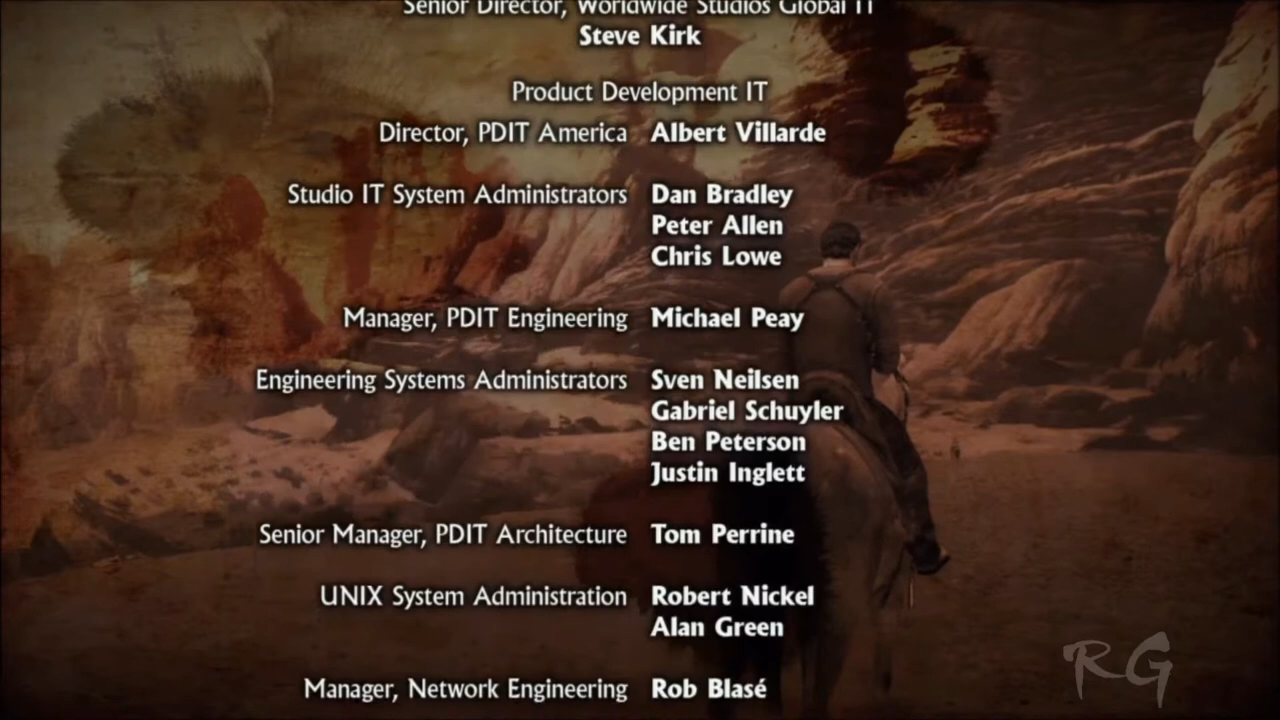 Senior Director, Worldwide Studios Global IT
Steve Kirk
Product Development IT
Director, PDIT America Albert Villarde
Studio IT System Administrators Dan Bradley
Peter Allen
Chris Lowe
Manager, PDIT Engineering Michael Peay
Engineering Systems Administrators Sven Neilsen
Gabriel Schuyler
Ben Peterson
Justin Inglett
Senior Manager, PDIT Architecture Tom Perrine
UNIX System Administration Robert Nickel
Alan Green
Manager, Network Engineering Rob Blasé
RG